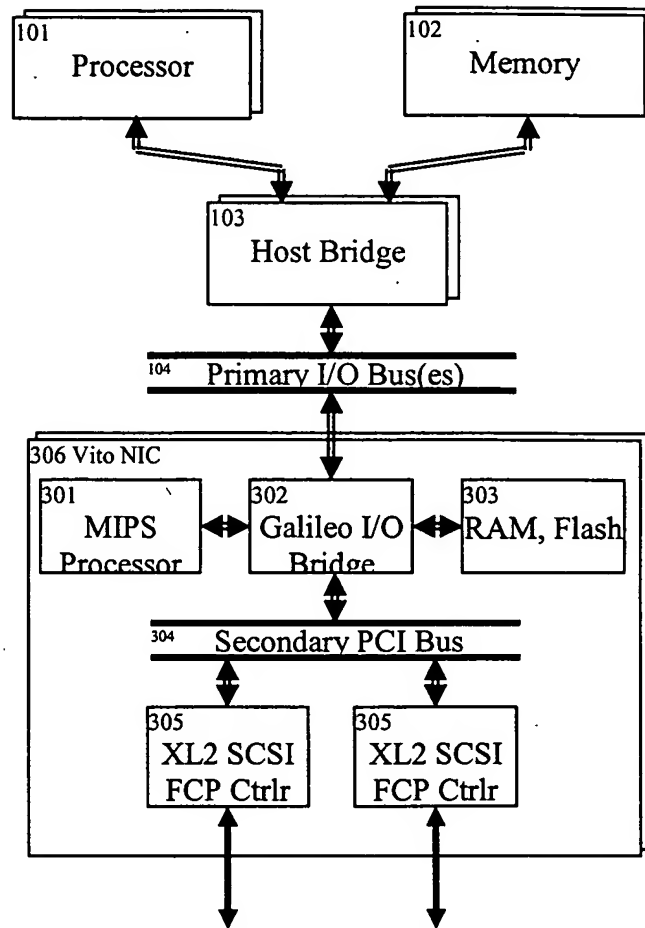 101
Processor
102
Memory
103
Host Bridge
104 Primary I/O Bus(es)
306 Vito NIC
301
MIPS
Processor
302
Galileo I/O
Bridge
303
RAM, Flash
304 Secondary PCI Bus
305
XL2 SCSI
FCP Ctrlr
305
XL2 SCSI
FCP Ctrlr